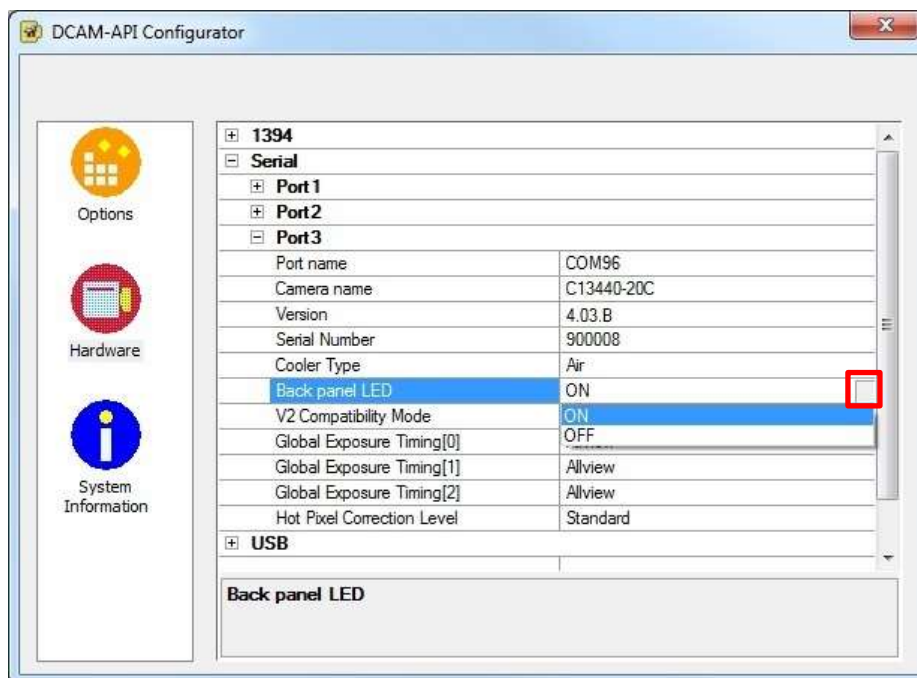 DCAM-API Configurator
Options
Hardware
System
Information
1394
Serial
Port1
Port2
Port3
Port name COM96
Camera name C13440-20C
Version 4.03.B
Serial Number 900008
Cooler Type Air
Back panel LED ON
V2 Compatibility Mode ON
OFF
Global Exposure Timing[0]
Global Exposure Timing[1] Allview
Global Exposure Timing[2] Allview
Hot Pixel Correction Level Standard
USB
Back panel LED